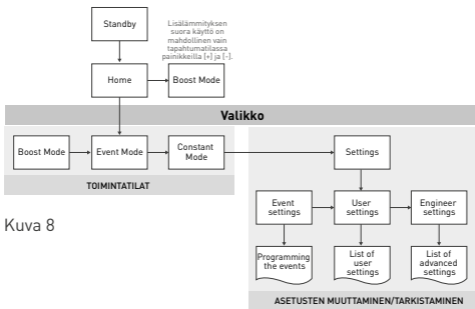 Standby
Lisälämmityksen
suora käyttö on
mahdollinen vain
tapahtumatilassa
painikkeilla [+] ja [-].
Home
Boost Mode
Valikko
Boost Mode
Event Mode
Constant
Mode
Settings
TOIMINTATILAT
Event
settings
User
settings
Engineer
settings
Kuva 8
Programming
the events
List of
user
settings
List of
advanced
settings
ASETUSTEN MUUTTAMINEN/TARKISTAMINEN